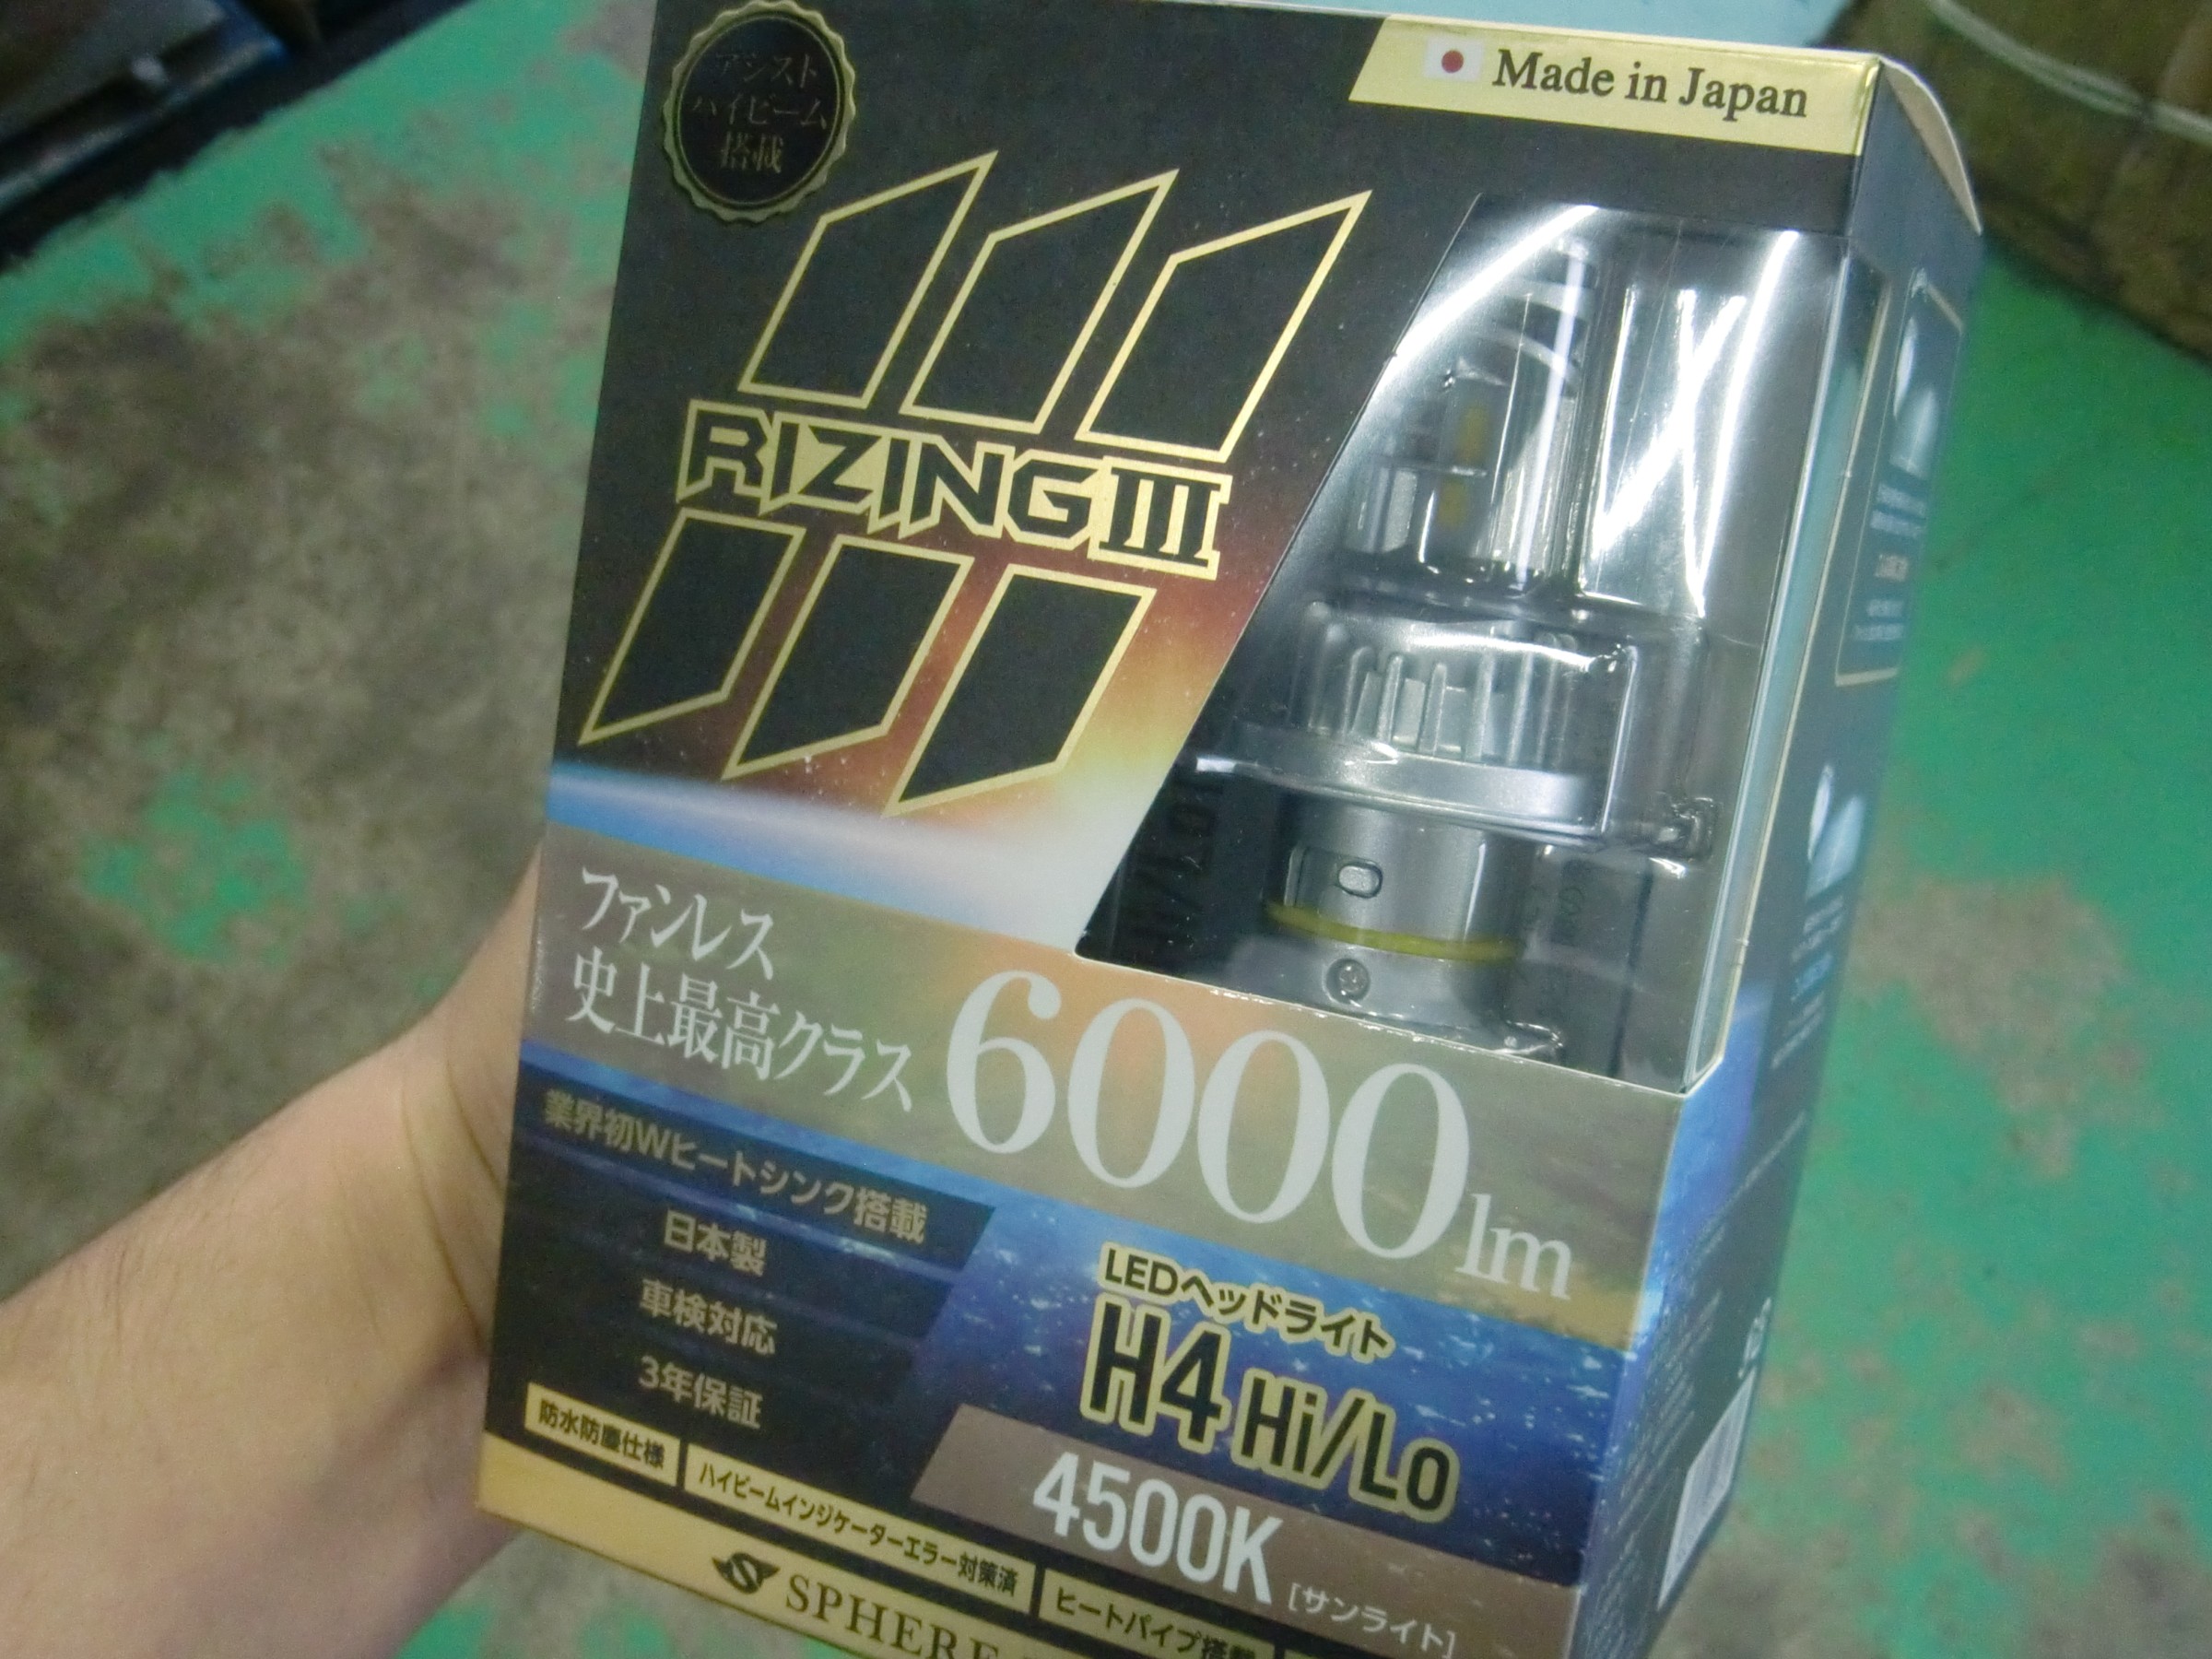 アシスト
ハイビーム
搭載
Made in Japan
RIZING III
ファンレス
史上最高クラス
6000lm
業界初Wヒートシンク搭載
日本製
車検対応
3年保証
LEDヘッドライト
H4 Hi/Lo
4500K
[サンライト]
防水防塵仕様
ハイビームインジケーターエラー対策済
ヒートパイプ搭載
SPHERE